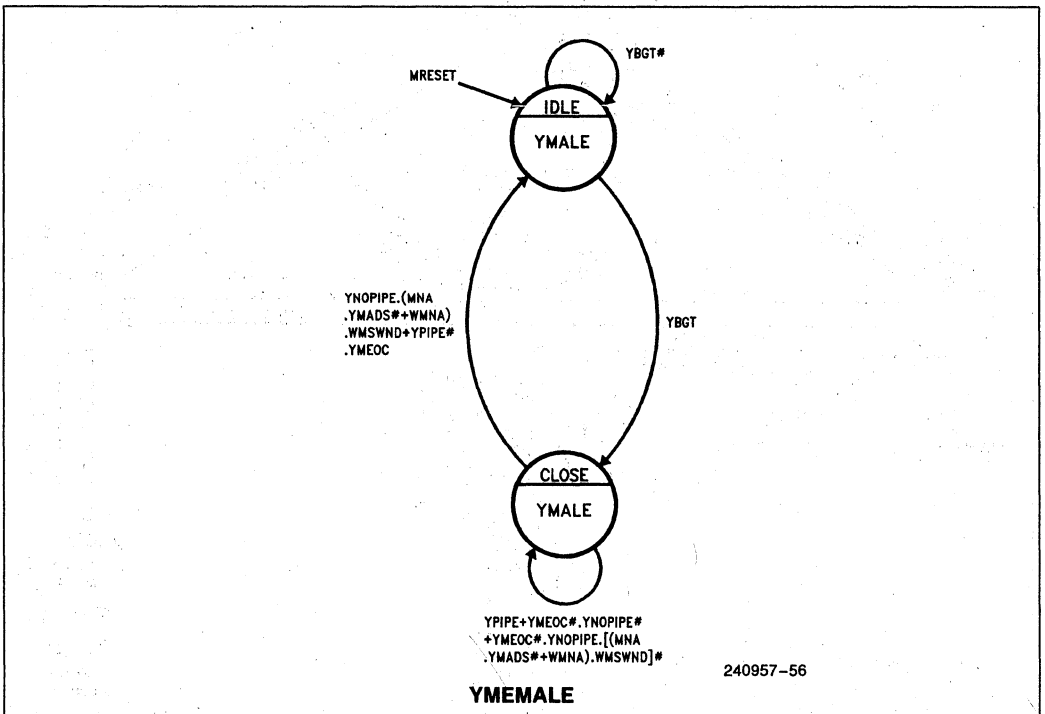 YBGT#
MRESET
IDLE
YMALE
YNOPIPE.(MNA
.YMADS#+WMNA)
.WMSWND+YPIPE#
.YMEOC
YBGT
CLOSE
YMALE
YPIPE+YMEOC#.YNOPIPE#
+YMEOC#.YNOPIPE.[(MNA
.YMADS#+WMNA).WMSWND]#
240957-56
YMEMALE